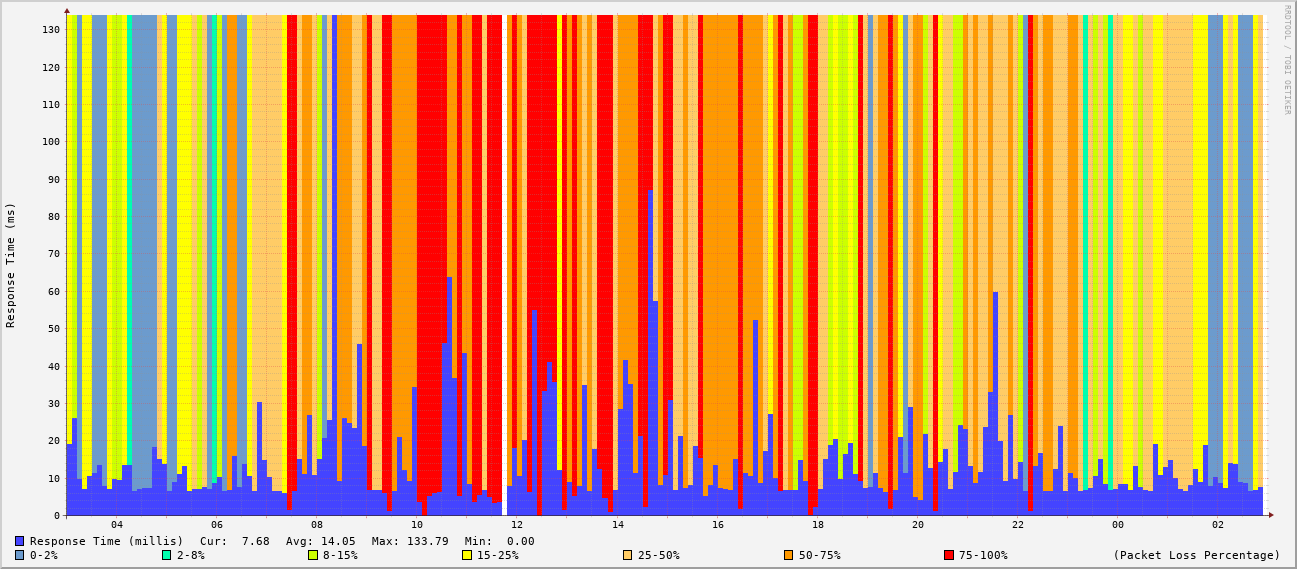 RRDTOOL / TOBI OETIKER
Response Time (ms)
130
120
110
100
90
80
70
60
50
40
30
20
10
0
04 06 08 10 12 14 16 18 20 22 00 02
Response Time (millis) Cur: 7.68 Avg: 14.05 Max: 133.79 Min: 0.00
0-2% 2-8% 8-15% 15-25% 25-50% 50-75% 75-100% (Packet Loss Percentage)